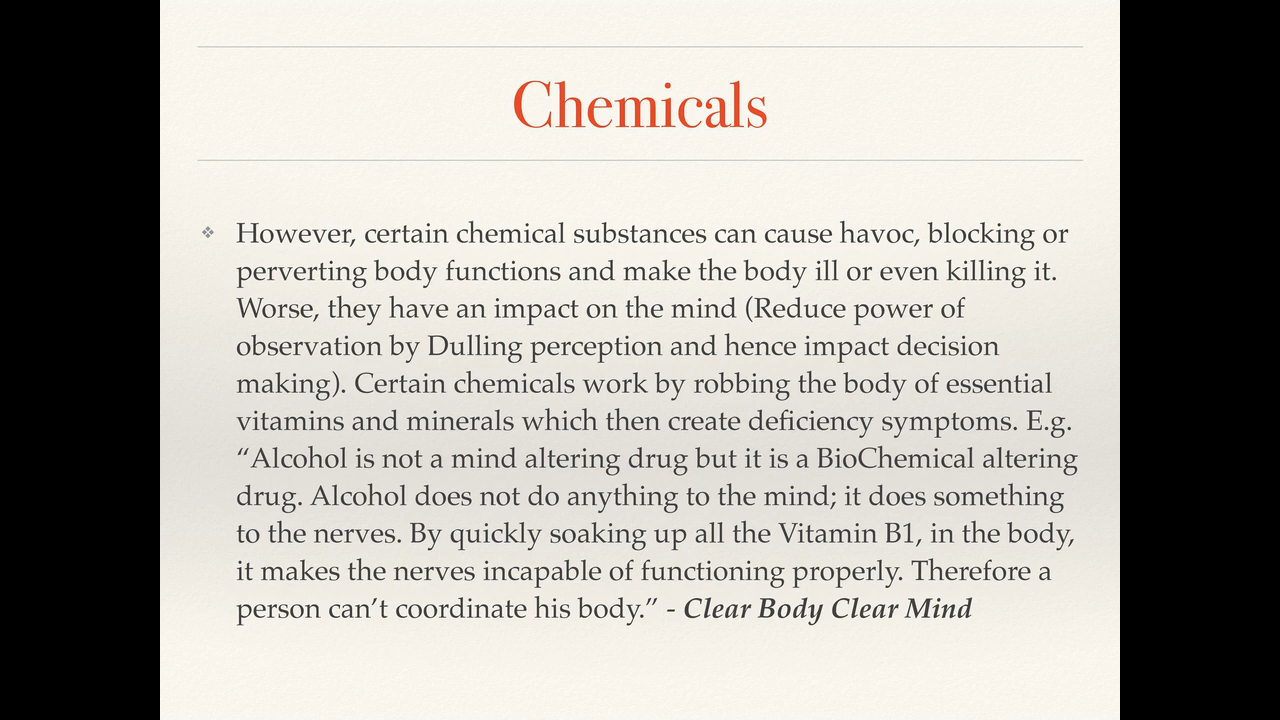 Chemicals
❖ However, certain chemical substances can cause havoc, blocking or
perverting body functions and make the body ill or even killing it.
Worse, they have an impact on the mind (Reduce power of
observation by Dulling perception and hence impact decision
making). Certain chemicals work by robbing the body of essential
vitamins and minerals which then create deficiency symptoms. E.g.
“Alcohol is not a mind altering drug but it is a BioChemical altering
drug. Alcohol does not do anything to the mind; it does something
to the nerves. By quickly soaking up all the Vitamin B1, in the body,
it makes the nerves incapable of functioning properly. Therefore a
person can’t coordinate his body.” - Clear Body Clear Mind